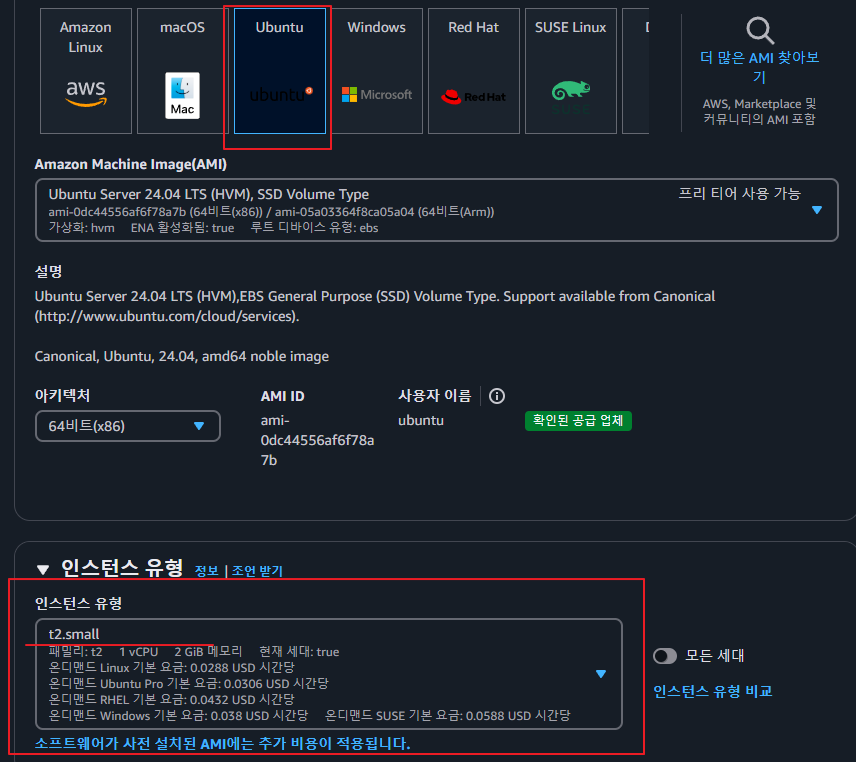 Amazon
Linux
macOS
Ubuntu
Windows
Red Hat
SUSE Linux
aws
Mac
ubuntu
Microsoft
Red Hat
더 많은 AMI 찾아보
기
AWS, Marketplace 및
커뮤니티의 AMI 포함
Amazon Machine Image(AMI)
Ubuntu Server 24.04 LTS (HVM), SSD Volume Type
프리 티어 사용 가능
ami-0dc44556af6f78a7b (64비트(x86)) / ami-05a03364f8ca05a04 (64비트(Arm))
가상화: hvm ENA 활성화됨: true 루트 디바이스 유형: ebs
설명
Ubuntu Server 24.04 LTS (HVM),EBS General Purpose (SSD) Volume Type. Support available from Canonical
(http://www.ubuntu.com/cloud/services).
Canonical, Ubuntu, 24.04, amd64 noble image
아키텍처
AMI ID
사용자 이름
64비트(x86)
ami-
0dc44556af6f78a
7b
ubuntu
확인된 공급 업체
인스턴스 유형 정보 | 조언 받기
인스턴스 유형
t2.small
패밀리: t2 1 vCPU 2 GiB 메모리 현재 세대: true
온디맨드 Linux 기본 요금: 0.0288 USD 시간당
온디맨드 Ubuntu Pro 기본 요금: 0.0306 USD 시간당
온디맨드 RHEL 기본 요금: 0.0432 USD 시간당
온디맨드 Windows 기본 요금: 0.038 USD 시간당 온디맨드 SUSE 기본 요금: 0.0588 USD 시간당
모든 세대
인스턴스 유형 비교
소프트웨어가 사전 설치된 AMI에는 추가 비용이 적용됩니다.